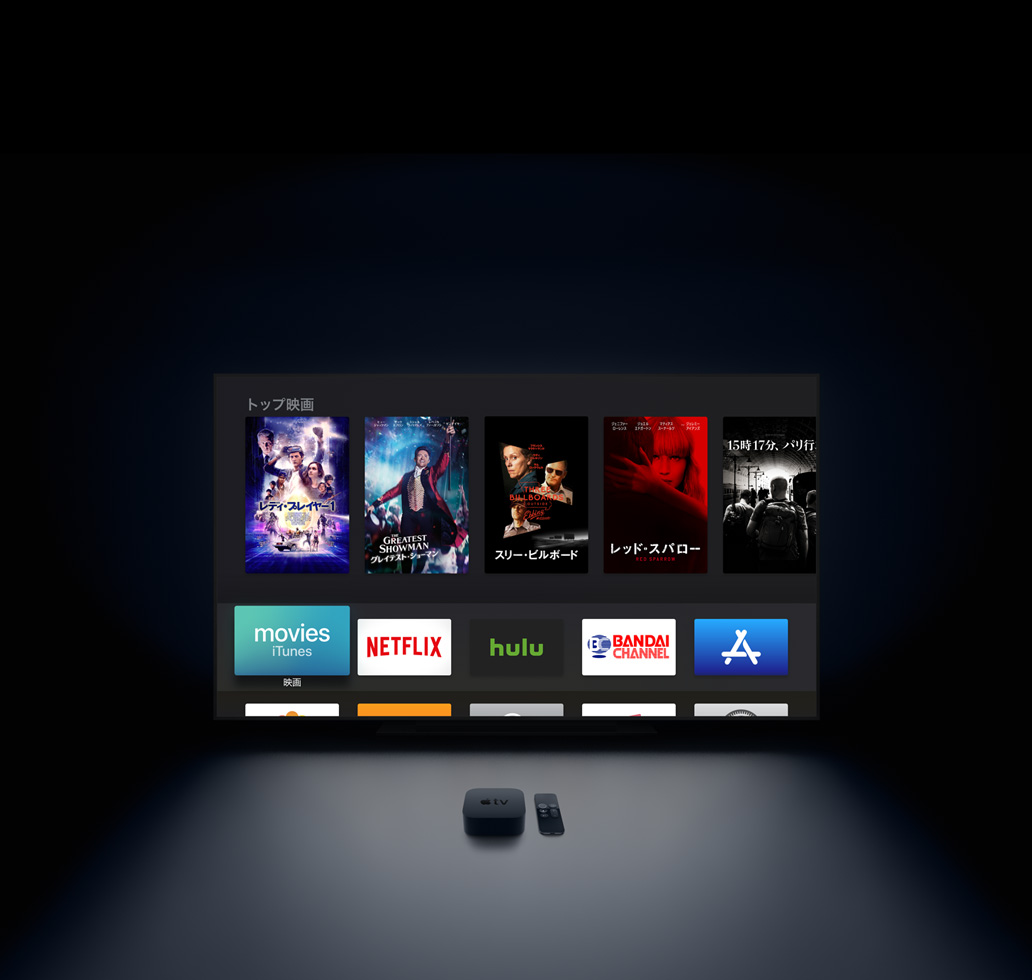 トップ映画
レディ・プレイヤー1
THE
GREATEST
SHOWMAN
グレイテスト・ショーマン
THREE
BILLBOARDS
スリー・ビルボード
レッド・スパロー
RED SPARROW
15時17分、パリ行
movies
iTunes
映画
NETFLIX
hulu
BC BANDAI
CHANNEL
tv